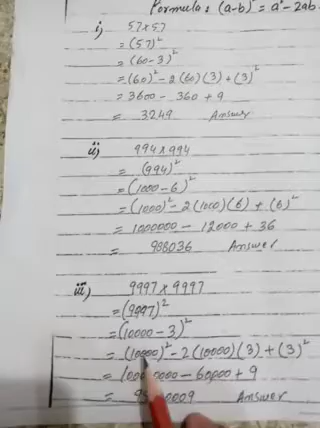 Formula: (a-b)² = a² - 2ab
i) 57×57
= (57)²
= (60-3)²
= (60)² - 2(60)(3) + (3)²
= 3600 - 360 + 9
= 3249 Answer
ii) 994×994
= (994)²
= (1000-6)²
= (1000)² - 2(1000)(6) + (6)²
= 1000000 - 12000 + 36
= 988036 Answer
iii) 9997×9997
= (9997)²
= (10000-3)²
= (10000)² - 2(10000)(3) + (3)²
= - 60000 + 9
= Answer